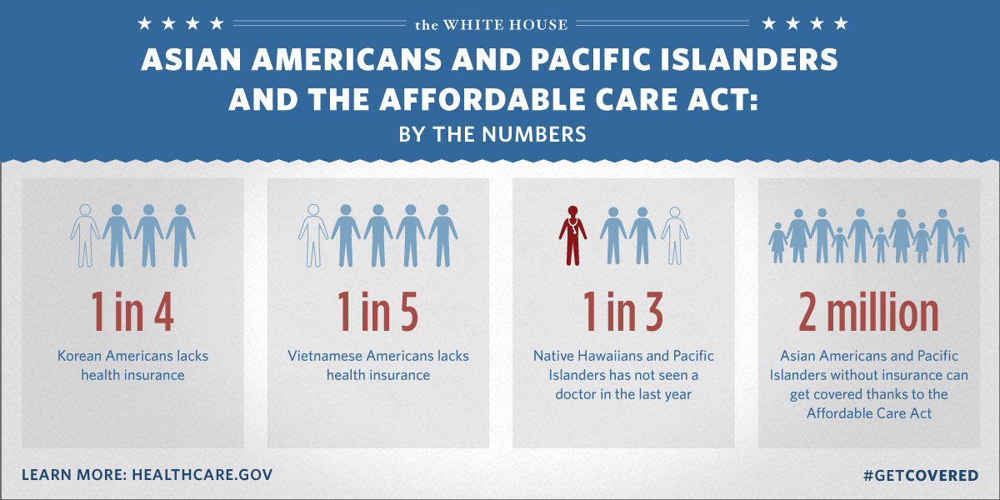 the WHITE HOUSE
ASIAN AMERICANS AND PACIFIC ISLANDERS
AND THE AFFORDABLE CARE ACT:
BY THE NUMBERS
1 in 4
Korean Americans lacks
health insurance
1 in 5
Vietnamese Americans lacks
health insurance
1 in 3
Native Hawaiians and Pacific
Islanders has not seen a
doctor in the last year
2 million
Asian Americans and Pacific
Islanders without insurance can
get covered thanks to the
Affordable Care Act
LEARN MORE: HEALTHCARE.GOV
#GETCOVERED